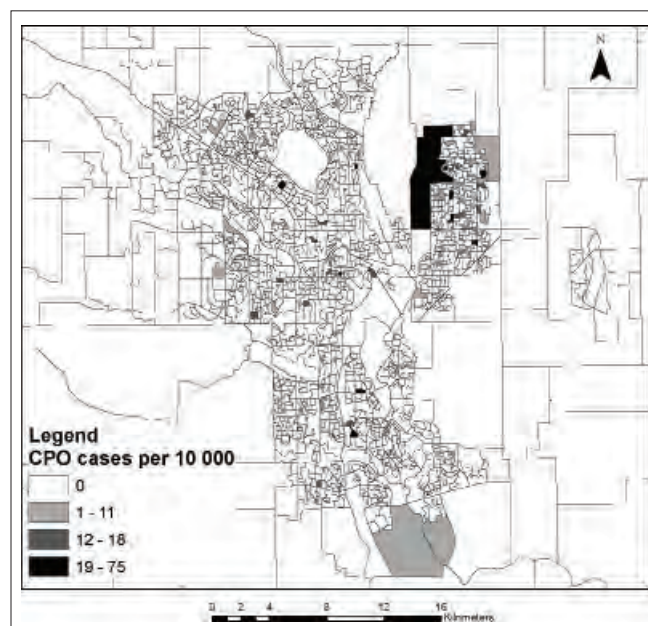 N
Legend
CPO cases per 10 000
0
1 - 11
12 - 18
19 - 75
0 2 4 8 12 16
Kilometers